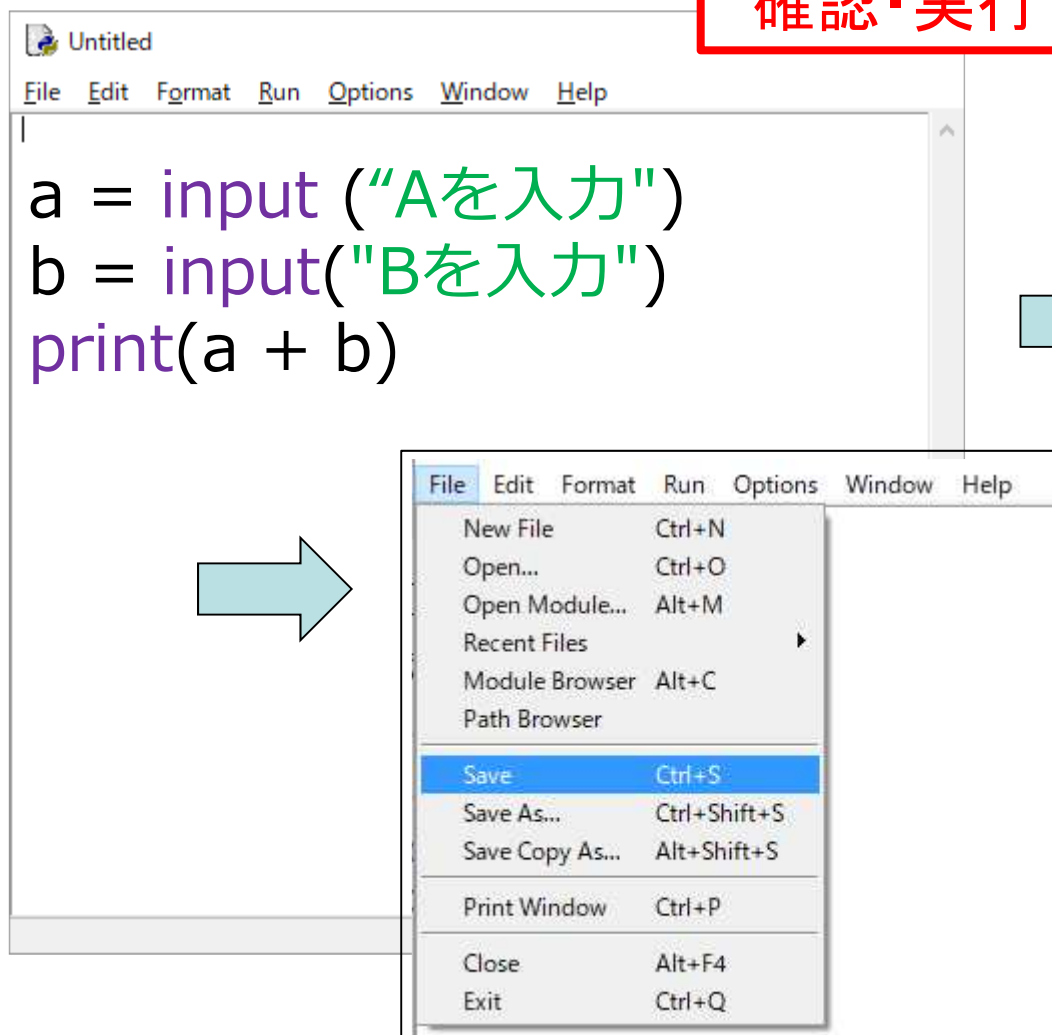 確認・実行
Untitled
File Edit Format Run Options Window Help
a = input (“Aを入力")
b = input("Bを入力")
print(a + b)
File Edit Format Run Options Window Help
New File Ctrl+N
Open... Ctrl+O
Open Module... Alt+M
Recent Files
Module Browser Alt+C
Path Browser
Save Ctrl+S
Save As... Ctrl+Shift+S
Save Copy As... Alt+Shift+S
Print Window Ctrl+P
Close Alt+F4
Exit Ctrl+Q